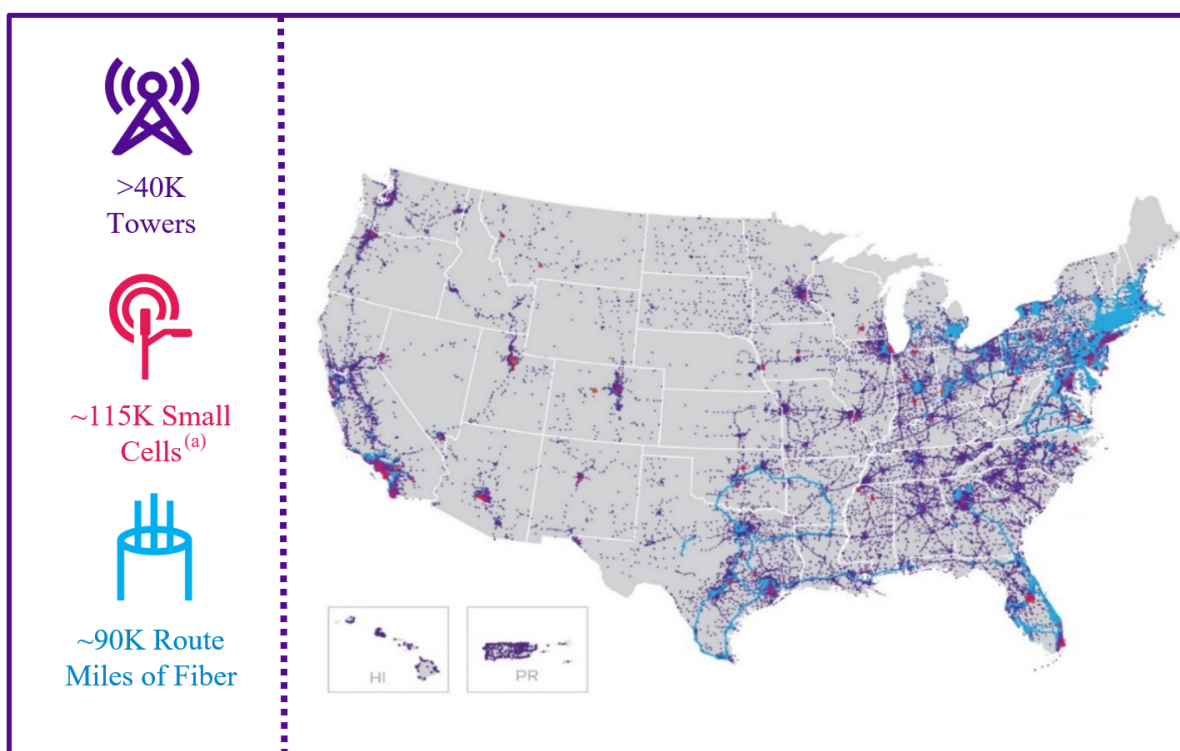 >40K
Towers
~115K Small
Cells(a)
~90K Route
Miles of Fiber
HI
PR